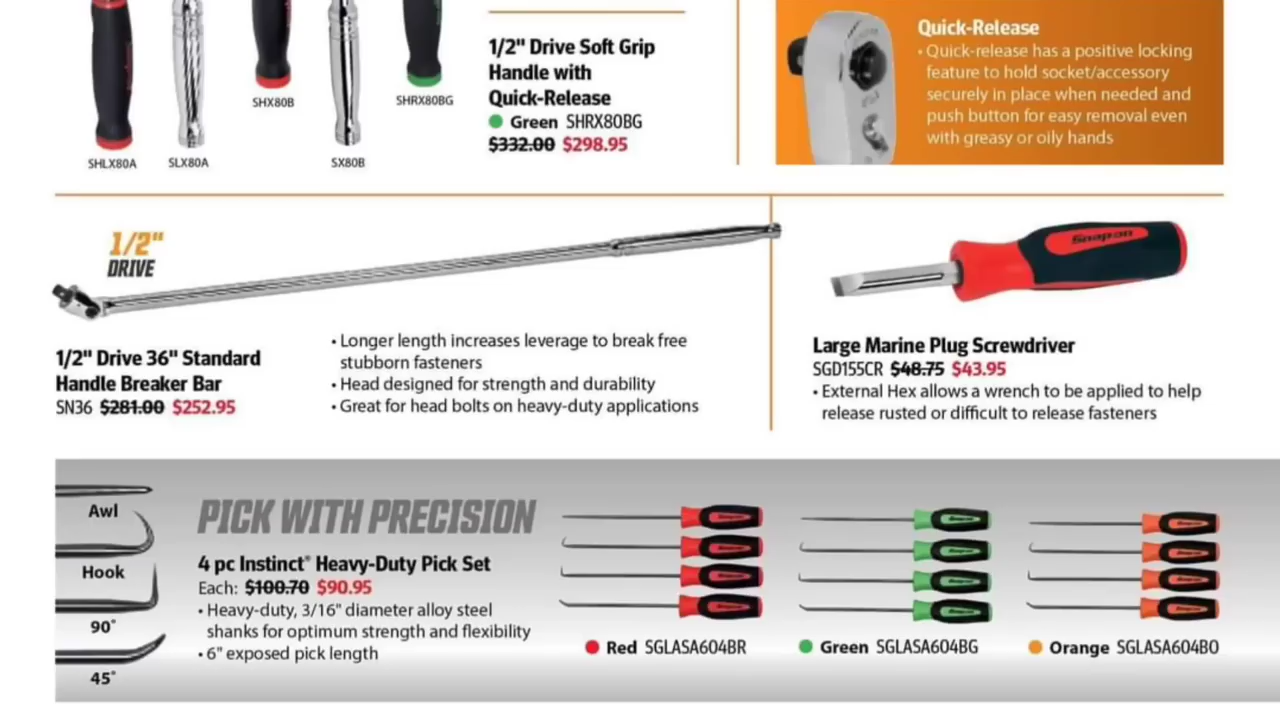 SHLX80A
SLX80A
SHX80B
SX80B
SHRX80BG
1/2" Drive Soft Grip
Handle with
Quick-Release
Green SHRX80BG
$332.00 $298.95
Quick-Release
• Quick-release has a positive locking
feature to hold socket/accessory
securely in place when needed and
push button for easy removal even
with greasy or oily hands
1/2"
DRIVE
1/2" Drive 36" Standard
Handle Breaker Bar
SN36 $281.00 $252.95
• Longer length increases leverage to break free
stubborn fasteners
• Head designed for strength and durability
• Great for head bolts on heavy-duty applications
Snap-on
Large Marine Plug Screwdriver
SGD155CR $48.75 $43.95
• External Hex allows a wrench to be applied to help
release rusted or difficult to release fasteners
Awl
Hook
90°
45°
PICK WITH PRECISION
4 pc Instinct® Heavy-Duty Pick Set
Each: $100.70 $90.95
• Heavy-duty, 3/16" diameter alloy steel
shanks for optimum strength and flexibility
• 6" exposed pick length
Red SGLASA604BR
Green SGLASA604BG
Orange SGLASA604BO